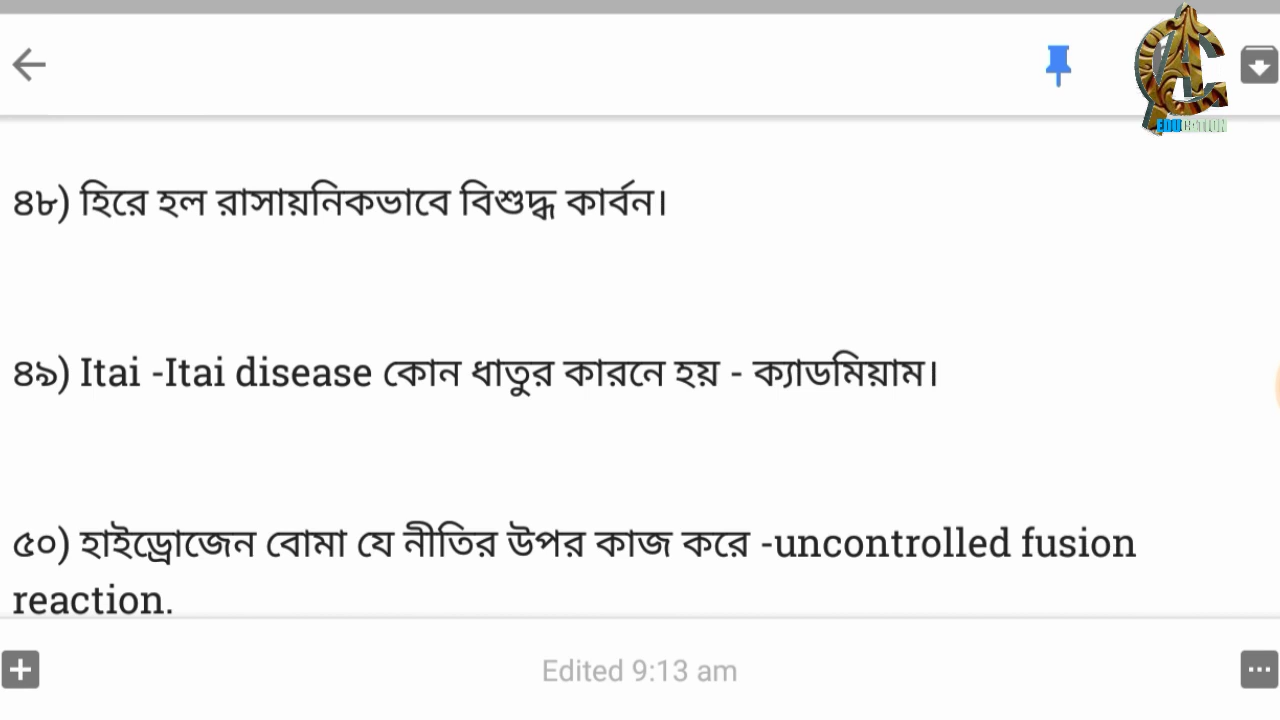 EDUCATION
৪৮) হিরে হল রাসায়নিকভাবে বিশুদ্ধ কার্বন।
৪৯) Itai -Itai disease কোন ধাতুর কারনে হয় - ক্যাডমিয়াম।
৫০) হাইড্রোজেন বোমা যে নীতির উপর কাজ করে -uncontrolled fusion
reaction.
Edited 9:13 am